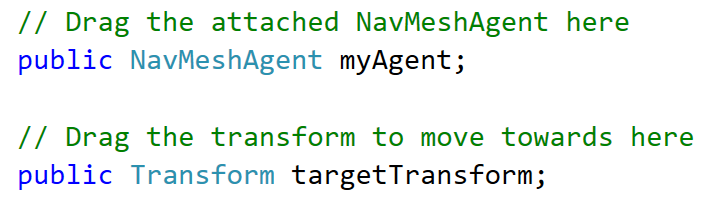 // Drag the attached NavMeshAgent here
public NavMeshAgent myAgent;
// Drag the transform to move towards here
public Transform targetTransform;